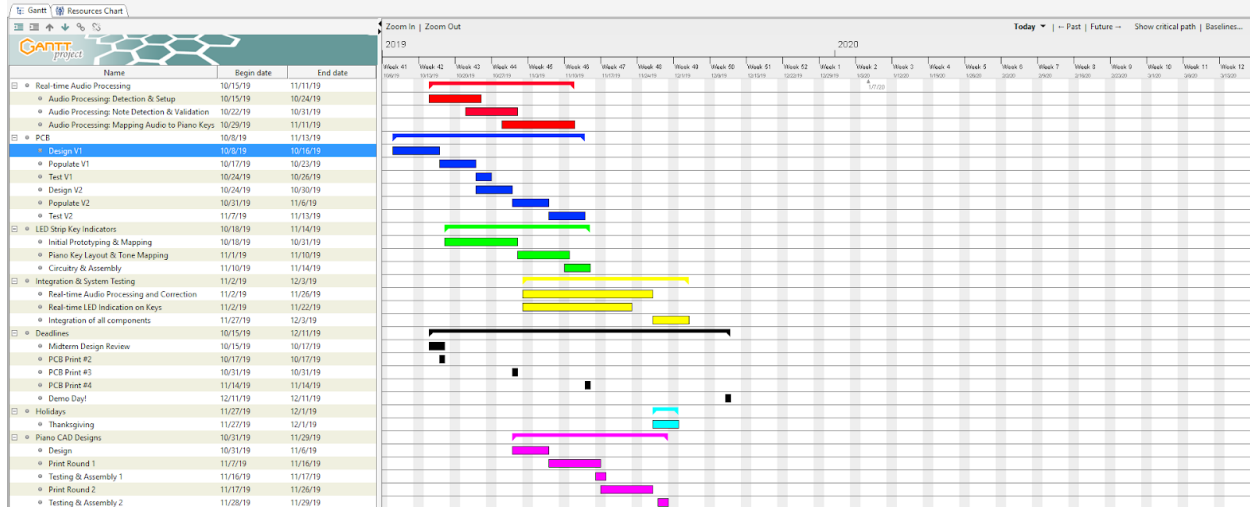 Gantt Resources Chart
Zoom In | Zoom Out Today | ← Past | Future → Show critical path | Baselines...
GANTT project
2019 2020
Week 41 Week 42 Week 43 Week 44 Week 45 Week 46 Week 47 Week 48 Week 49 Week 50 Week 51 Week 52 Week 1 Week 2 Week 3 Week 4 Week 5 Week 6 Week 7 Week 8 Week 9 Week 10 Week 11 Week 12
Name Begin date End date
Real-time Audio Processing 10/15/19 11/11/19
1/7/20
Audio Processing: Detection & Setup 10/15/19 10/24/19
Audio Processing: Note Detection & Validation 10/22/19 10/31/19
Audio Processing: Mapping Audio to Piano Keys 10/29/19 11/11/19
PCB 10/8/19 11/13/19
Design V1 10/8/19 10/16/19
Populate V1 10/17/19 10/23/19
Test V1 10/24/19 10/26/19
Design V2 10/24/19 10/30/19
Populate V2 10/31/19 11/6/19
Test V2 11/7/19 11/13/19
LED Strip Key Indicators 10/18/19 11/14/19
Initial Prototyping & Mapping 10/18/19 10/31/19
Piano Key Layout & Tone Mapping 11/1/19 11/10/19
Circuitry & Assembly 11/10/19 11/14/19
Integration & System Testing 11/2/19 12/3/19
Real-time Audio Processing and Correction 11/2/19 11/26/19
Real-time LED Indication on Keys 11/2/19 11/22/19
Integration of all components 11/27/19 12/3/19
Deadlines 10/15/19 12/11/19
Midterm Design Review 10/15/19 10/17/19
PCB Print #2 10/17/19 10/17/19
PCB Print #3 10/31/19 10/31/19
PCB Print #4 11/14/19 11/14/19
Demo Day! 12/11/19 12/11/19
Holidays 11/27/19 12/1/19
Thanksgiving 11/27/19 12/1/19
Piano CAD Designs 10/31/19 11/29/19
Design 10/31/19 11/6/19
Print Round 1 11/7/19 11/16/19
Testing & Assembly 1 11/16/19 11/17/19
Print Round 2 11/17/19 11/26/19
Testing & Assembly 2 11/28/19 11/29/19